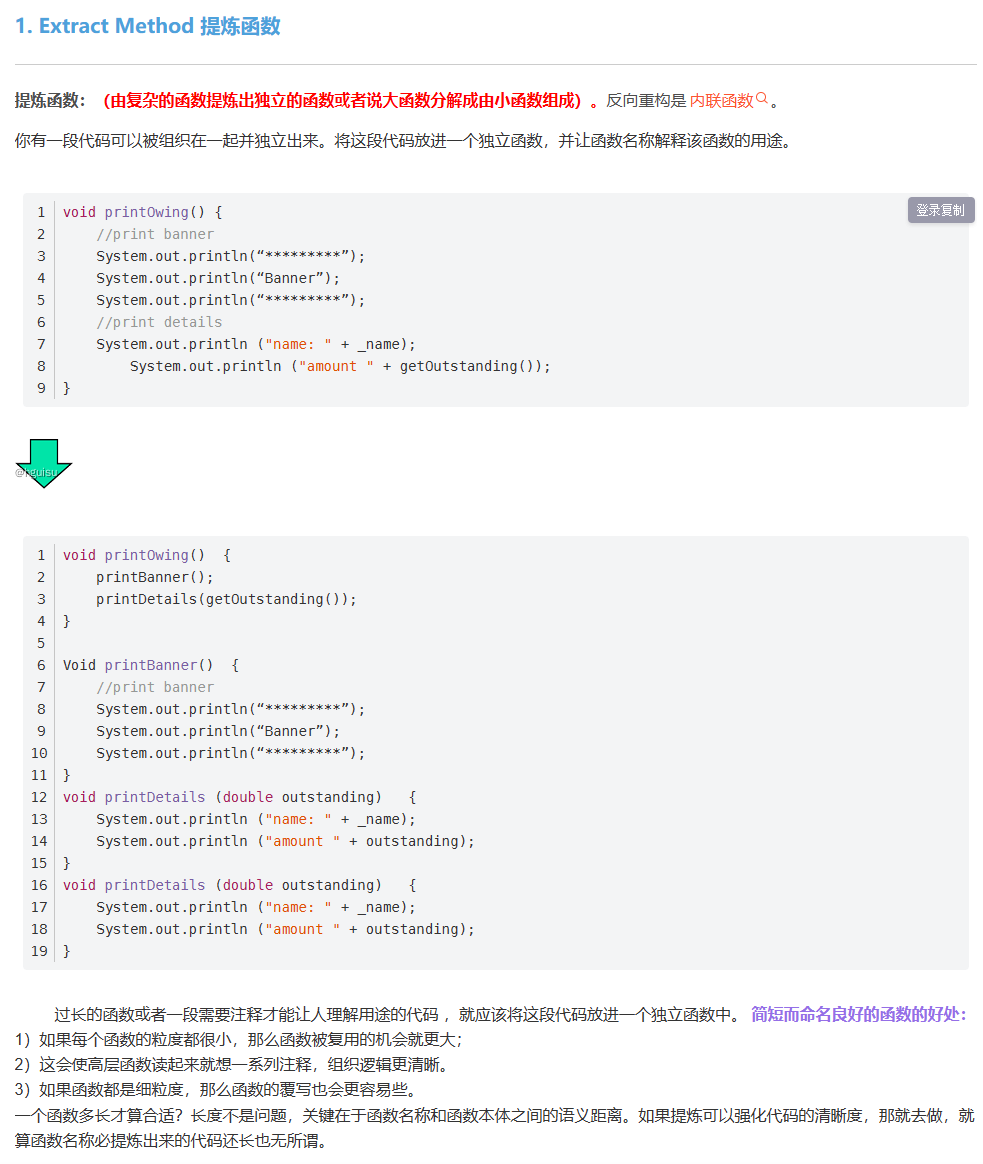 1. Extract Method 提炼函数
提炼函数：（由复杂的函数提炼出独立的函数或者说大函数分解成由小函数组成）。反向重构是 内联函数。
你有一段代码可以被组织在一起并独立出来。将这段代码放进一个独立函数，并让函数名称解释该函数的用途。
登录复制
1 void printOwing() {
2     //print banner
3     System.out.println(“*********”);
4     System.out.println(“Banner”);
5     System.out.println(“*********”);
6     //print details
7     System.out.println ("name: " + _name);
8         System.out.println ("amount " + getOutstanding());
9 }
@rguisu
1 void printOwing()  {
2     printBanner();
3     printDetails(getOutstanding());
4 }
5
6 Void printBanner()  {
7     //print banner
8     System.out.println(“*********”);
9     System.out.println(“Banner”);
10     System.out.println(“*********”);
11 }
12 void printDetails (double outstanding)   {
13     System.out.println ("name: " + _name);
14     System.out.println ("amount " + outstanding);
15 }
16 void printDetails (double outstanding)   {
17     System.out.println ("name: " + _name);
18     System.out.println ("amount " + outstanding);
19 }
过长的函数或者一段需要注释才能让人理解用途的代码 ，就应该将这段代码放进一个独立函数中。 简短而命名良好的函数的好处：
1）如果每个函数的粒度都很小，那么函数被复用的机会就更大；
2）这会使高层函数读起来就想一系列注释，组织逻辑更清晰。
3）如果函数都是细粒度，那么函数的覆写也会更容易些。
一个函数多长才算合适？长度不是问题，关键在于函数名称和函数本体之间的语义距离。如果提炼可以强化代码的清晰度，那就去做，就
算函数名称必提炼出来的代码还长也无所谓。